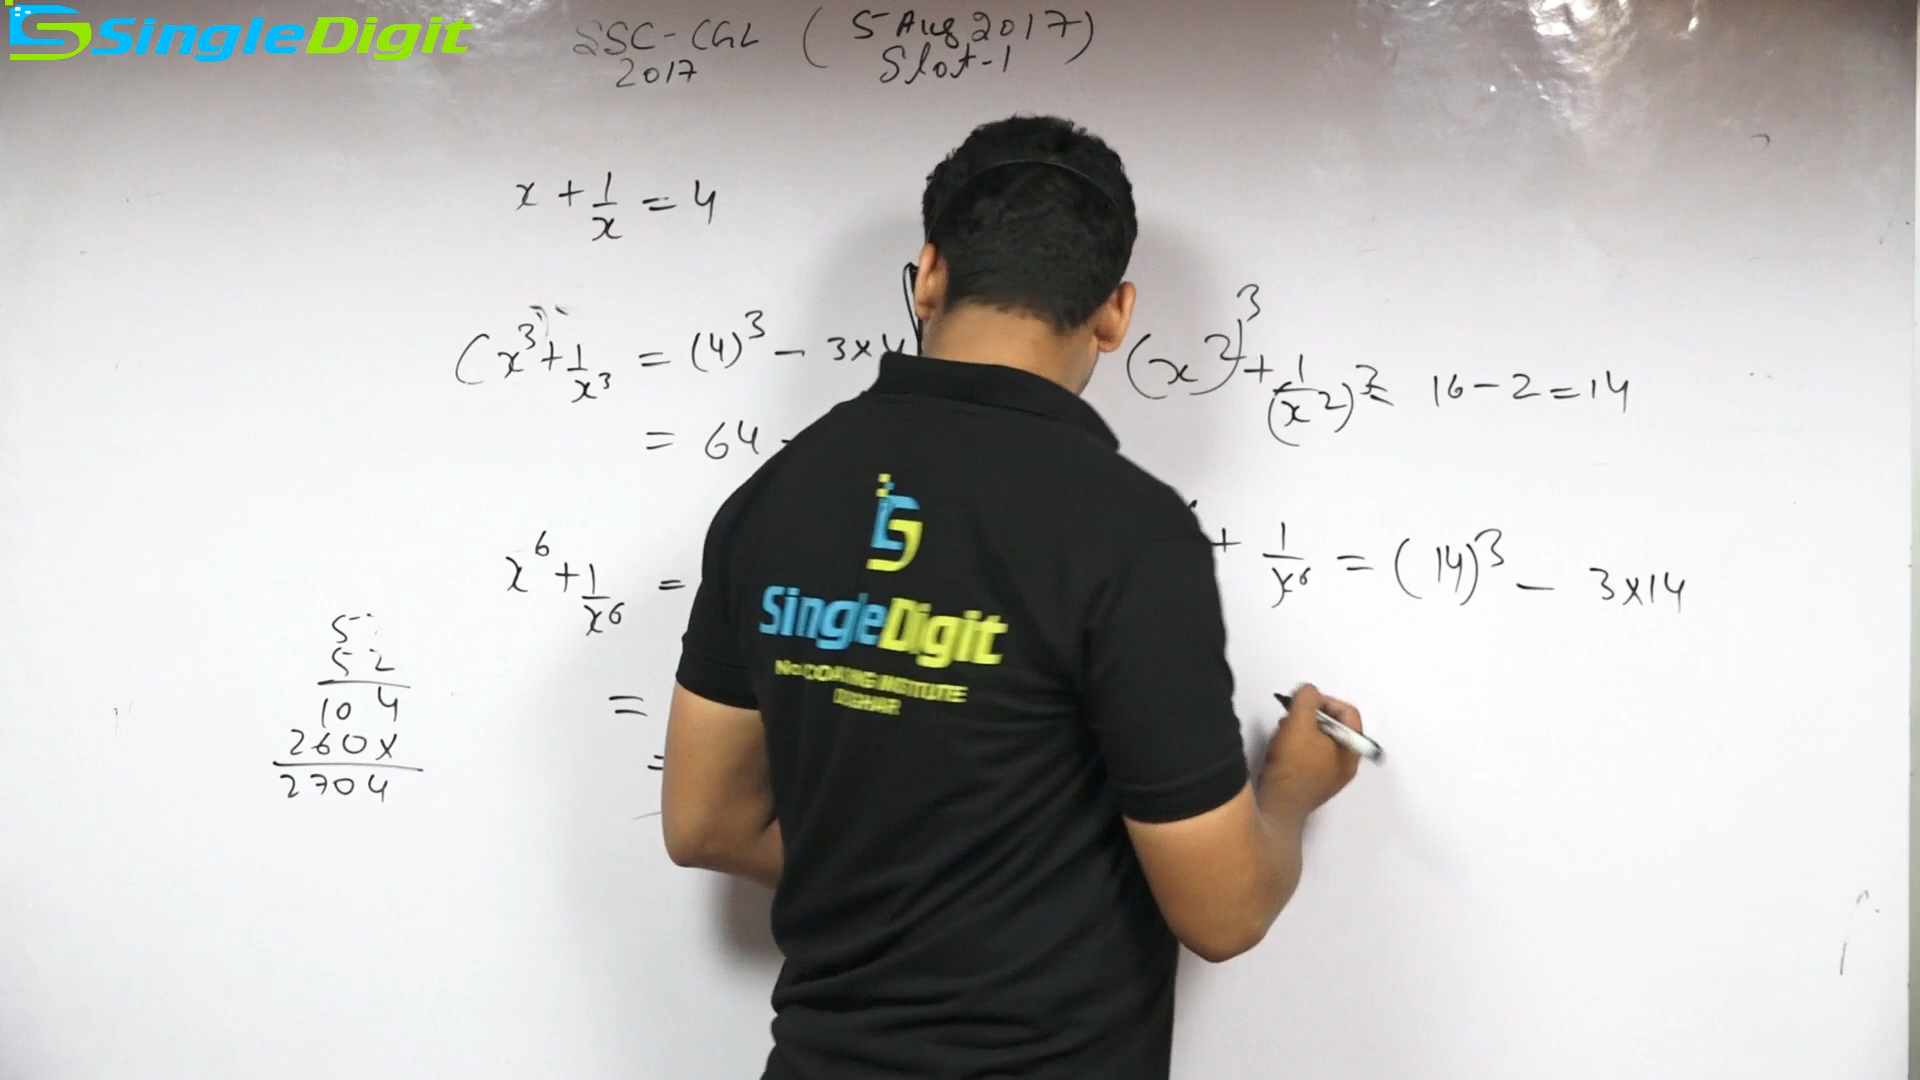 SingleDigit
SSC-CGL (5 Aug 2017)
2017 Slot-1
x + 1/x = 4
(x³ + 1/x³ = (4)³ - 3×4
= 64 -
x⁶ + 1/x⁶ =
=
=
52
104
260×
2704
(x²)³ + 1/(x²)³ = 16-2=14
+ 1/x⁶ = (14)³ - 3×14
SingleDigit